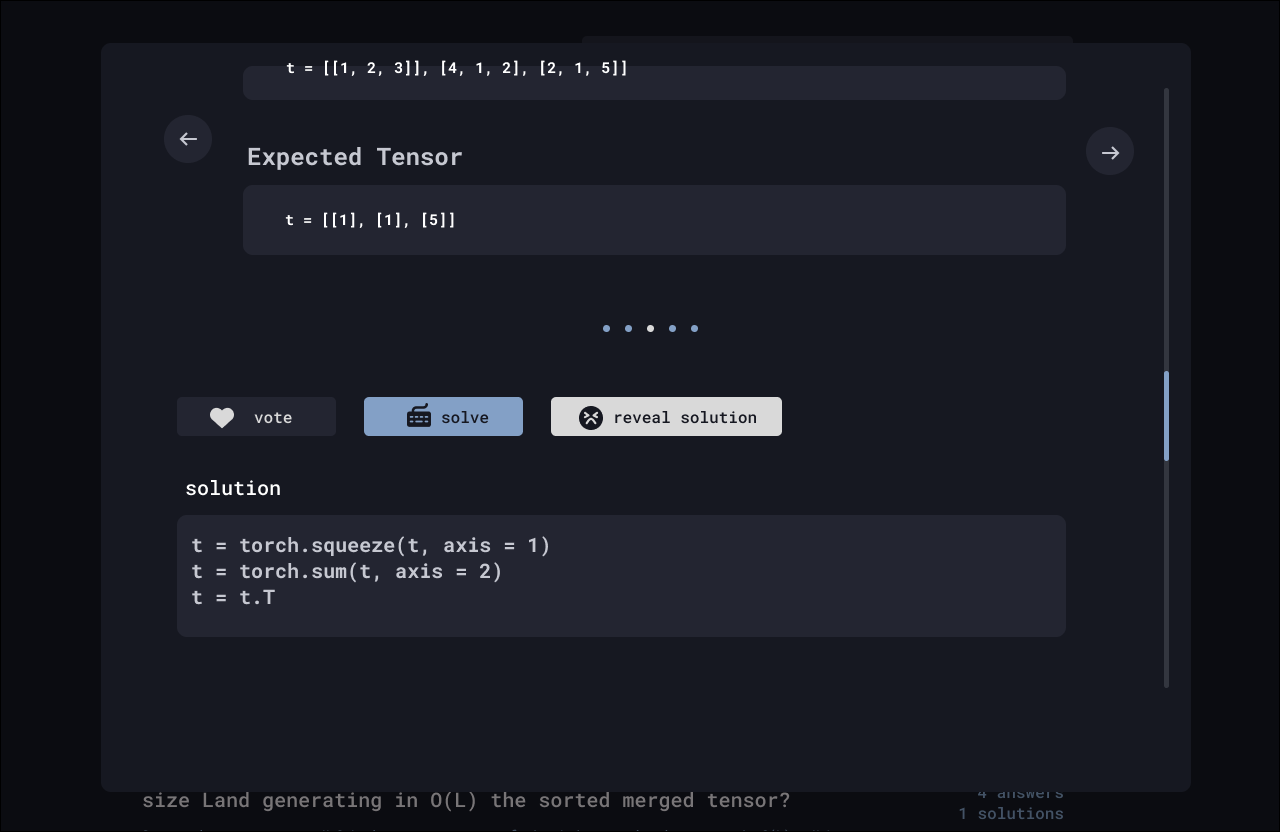 t = [[1, 2, 3]], [4, 1, 2], [2, 1, 5]]
Expected Tensor
t = [[1], [1], [5]]
vote
solve
reveal solution
solution
t = torch.squeeze(t, axis = 1)
t = torch.sum(t, axis = 2)
t = t.T
size Land generating in O(L) the sorted merged tensor?
4 answers
1 solutions